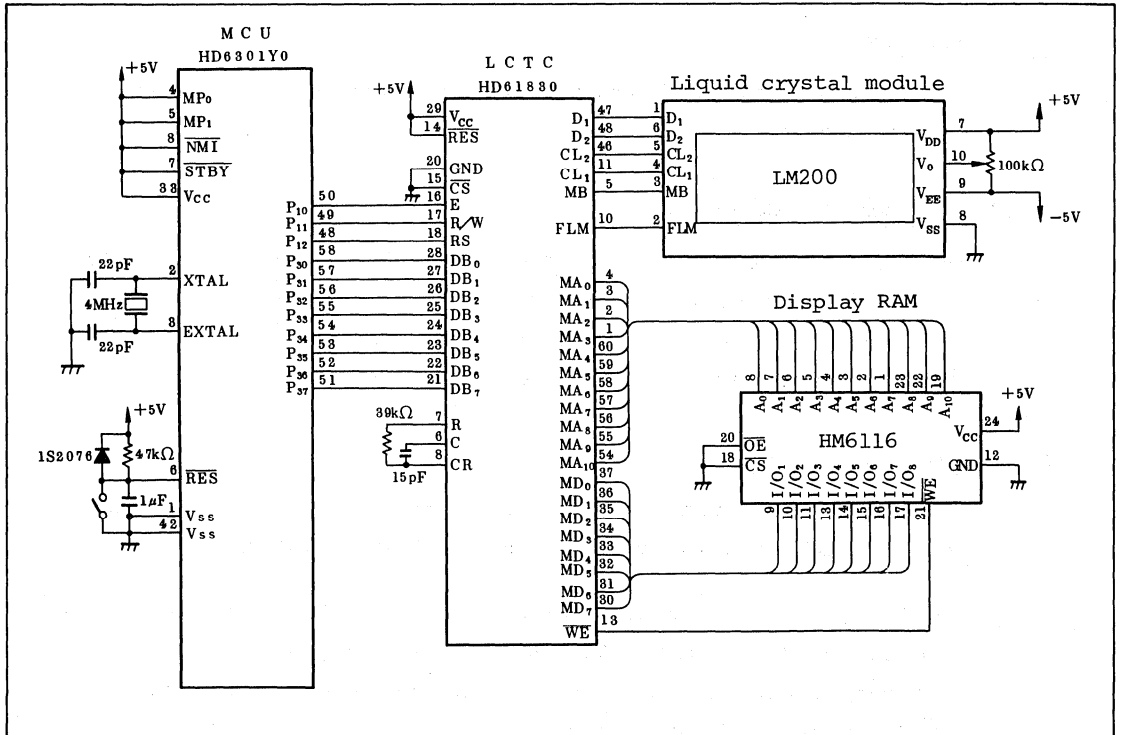 MCU
HD6301Y0
+5V
4 MP0
5 MP1
8 NMI
7 STBY
33 Vcc
22pF
2 XTAL
4MHz
3 EXTAL
22pF
+5V
1S2076
47kΩ
6 RES
1μF
1 Vss
42 Vss
P10 50
P11 49
P12 48
P30 58
P31 57
P32 56
P33 55
P34 54
P35 53
P36 52
P37 51
LCTC
HD61830
+5V
29 Vcc
14 RES
20 GND
15 CS
16 E
17 R/W
18 RS
28 DB0
27 DB1
26 DB2
25 DB3
24 DB4
23 DB5
22 DB6
21 DB7
39kΩ
7 R
6 C
8 CR
15pF
D1 47
D2 48
CL2 46
CL1 11
MB 5
FLM 10
MA0 4
MA1 3
MA2 2
MA3 1
MA4 60
MA5 59
MA6 58
MA7 57
MA8 56
MA9 55
MA10 54
MD0 37
MD1 36
MD2 35
MD3 34
MD4 33
MD5 32
MD6 31
MD7 30
WE 13
Liquid crystal module
1 D1
6 D2
5 CL2
4 CL1
3 MB
2 FLM
LM200
VDD 7
Vo 10
VEE 9
VSS 8
+5V
100kΩ
-5V
Display RAM
8 7 6 5 4 3 2 1 23 22 19
A0 A1 A2 A3 A4 A5 A6 A7 A8 A9 A10
HM6116
20 OE
18 CS
Vcc 24
+5V
GND 12
I/O1 I/O2 I/O3 I/O4 I/O5 I/O6 I/O7 I/O8 WE
9 10 11 13 14 15 16 17 21